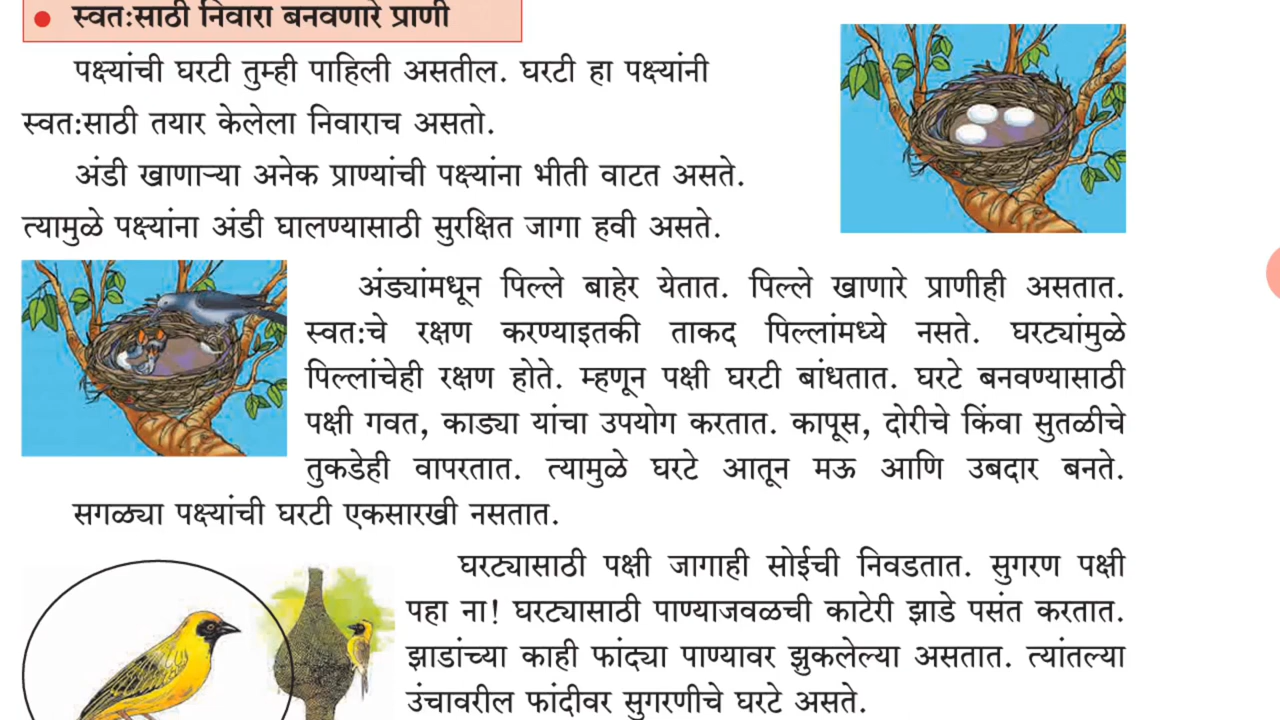 ● स्वतःसाठी निवारा बनवणारे प्राणी
पक्ष्यांची घरटी तुम्ही पाहिली असतील. घरटी हा पक्ष्यांनी
स्वतःसाठी तयार केलेला निवाराच असतो.
अंडी खाणाऱ्या अनेक प्राण्यांची पक्ष्यांना भीती वाटत असते.
त्यामुळे पक्ष्यांना अंडी घालण्यासाठी सुरक्षित जागा हवी असते.
अंड्यांमधून पिल्ले बाहेर येतात. पिल्ले खाणारे प्राणीही असतात.
स्वतःचे रक्षण करण्याइतकी ताकद पिल्लांमध्ये नसते. घरट्यांमुळे
पिल्लांचेही रक्षण होते. म्हणून पक्षी घरटी बांधतात. घरटे बनवण्यासाठी
पक्षी गवत, काड्या यांचा उपयोग करतात. कापूस, दोरीचे किंवा सुतळीचे
तुकडेही वापरतात. त्यामुळे घरटे आतून मऊ आणि उबदार बनते.
सगळ्या पक्ष्यांची घरटी एकसारखी नसतात.
घरट्यासाठी पक्षी जागाही सोईची निवडतात. सुगरण पक्षी
पहा ना! घरट्यासाठी पाण्याजवळची काटेरी झाडे पसंत करतात.
झाडांच्या काही फांद्या पाण्यावर झुकलेल्या असतात. त्यांतल्या
उंचावरील फांदीवर सुगरणीचे घरटे असते.